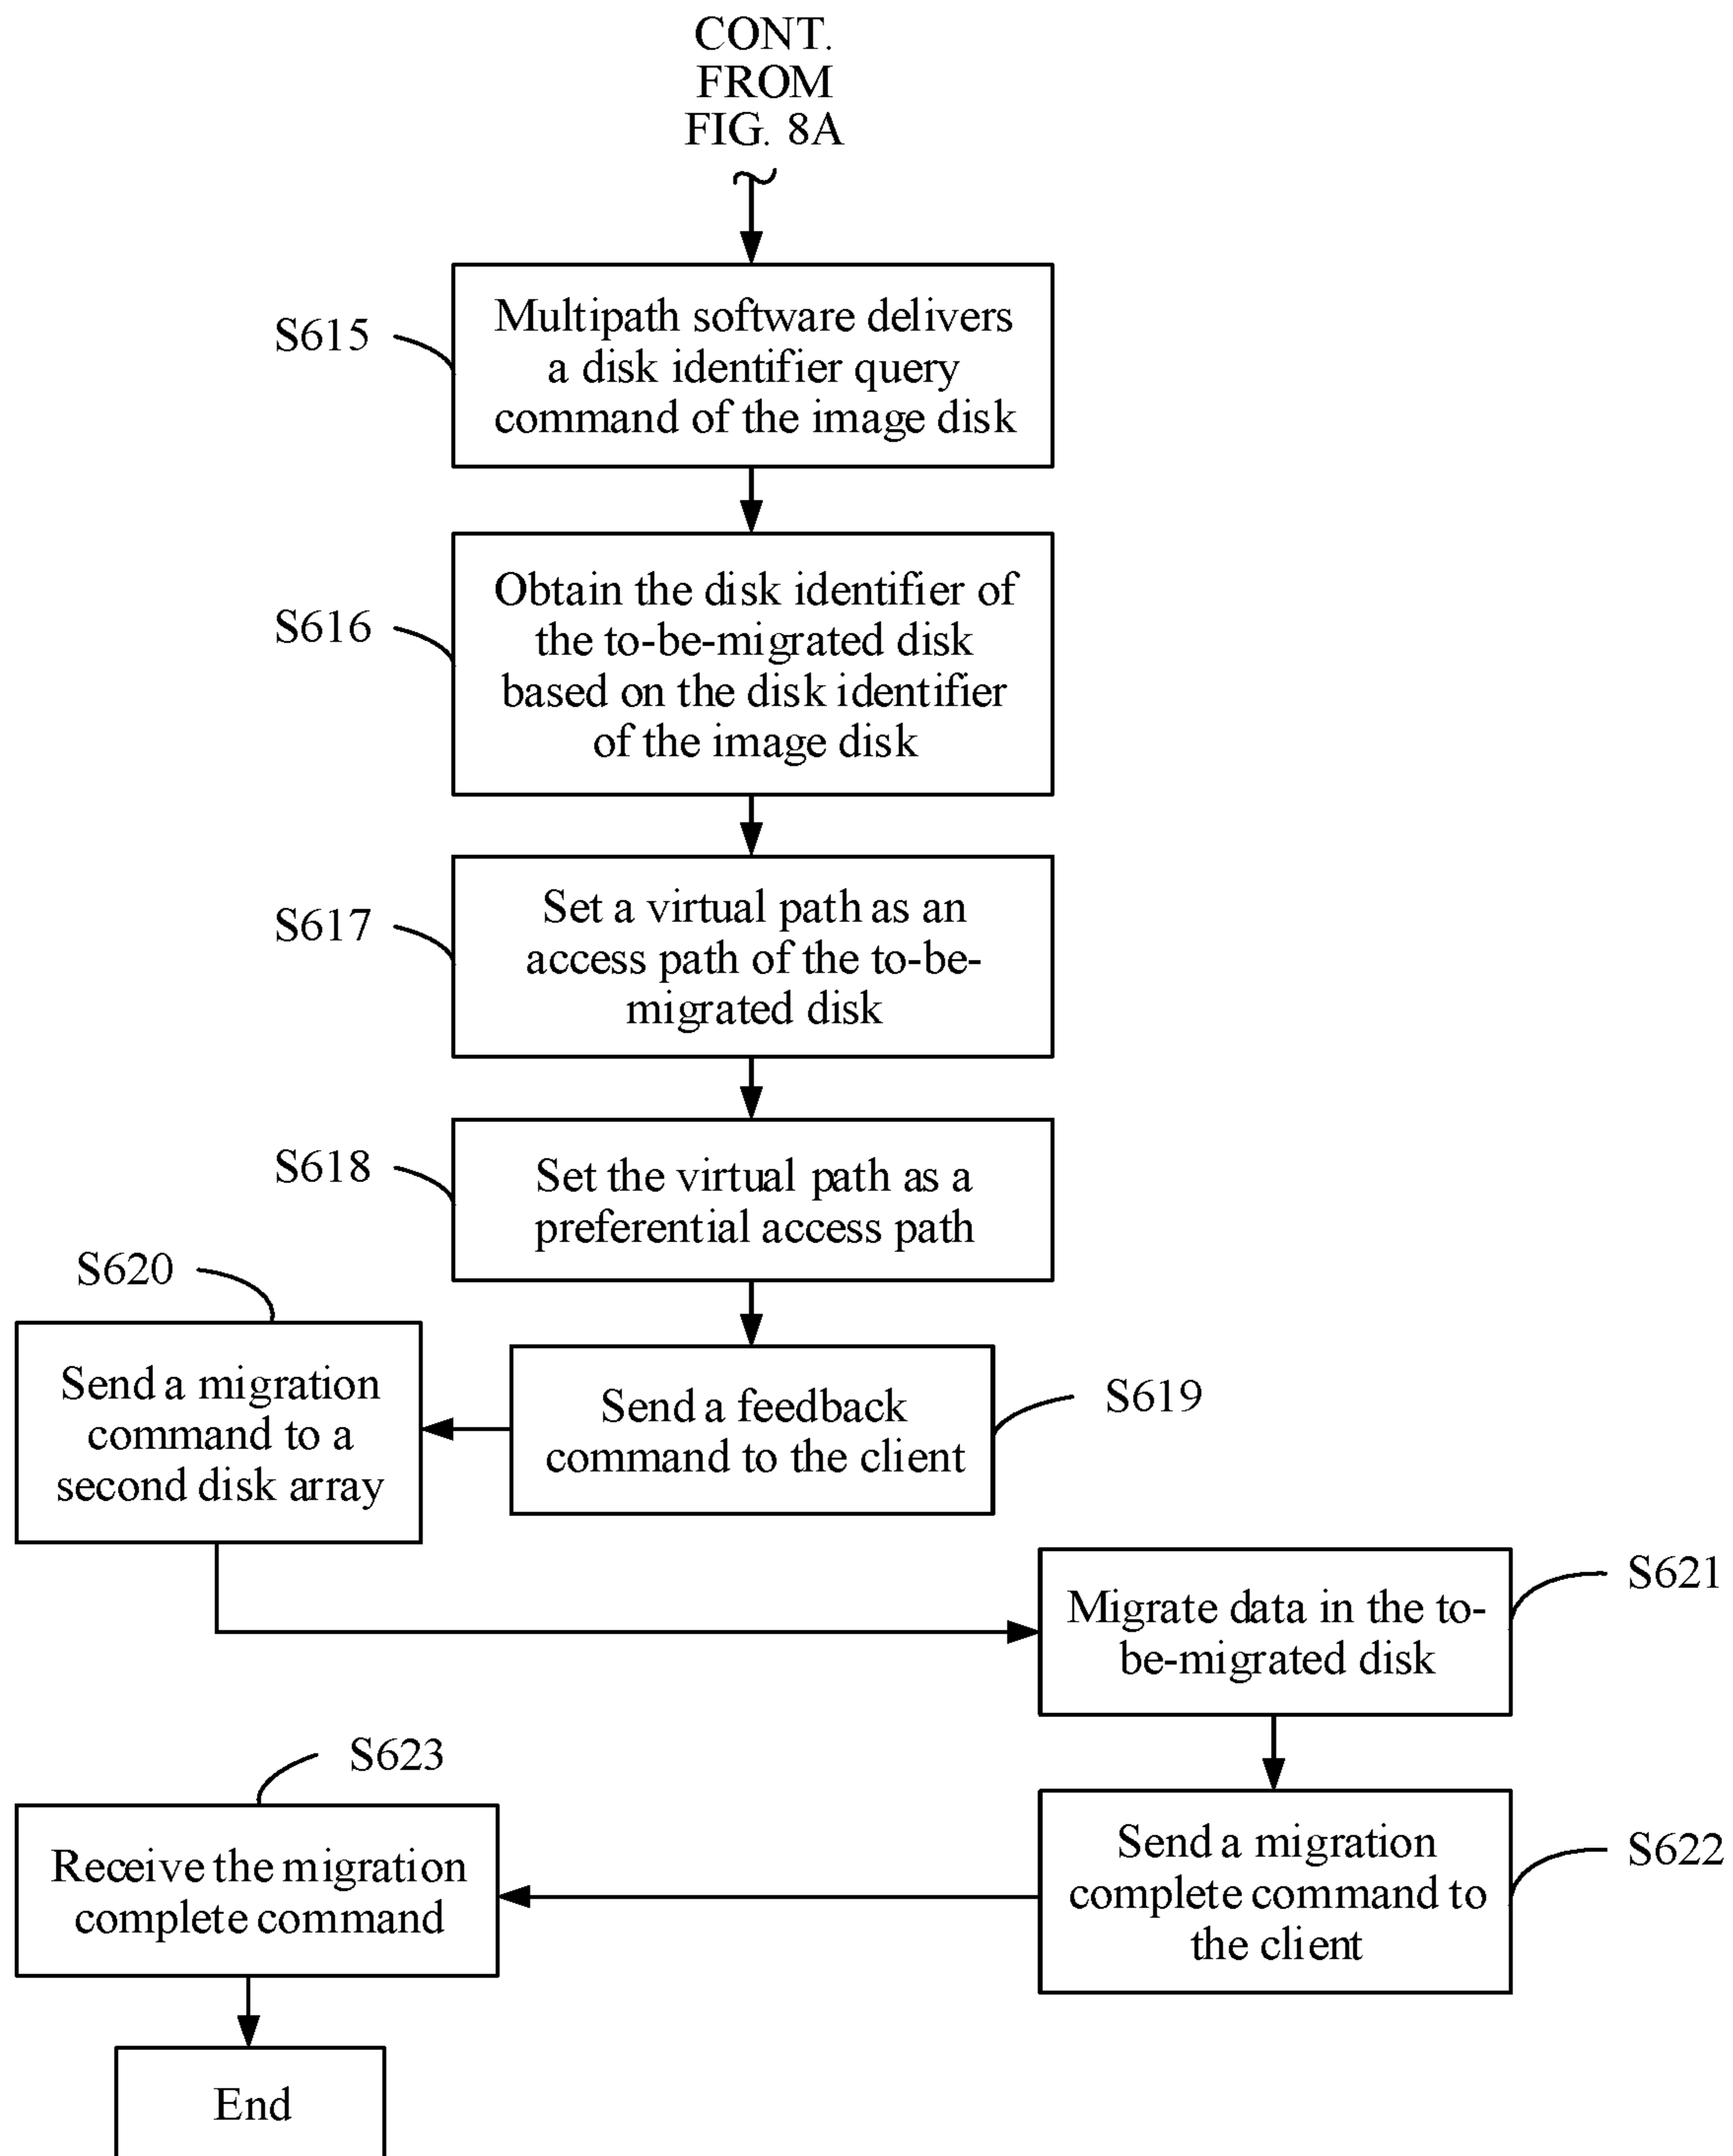 CONT.
FROM
FIG. 8A
S615
Multipath software delivers
a disk identifier query
command of the image disk
S616
Obtain the disk identifier of
the to-be-migrated disk
based on the disk identifier
of the image disk
S617
Set a virtual path as an
access path of the to-be-
migrated disk
S618
Set the virtual path as a
preferential access path
S619
Send a feedback
command to the client
S620
Send a migration
command to a
second disk array
S621
Migrate data in the to-
be-migrated disk
S622
Send a migration
complete command to
the client
S623
Receive the migration
complete command
End